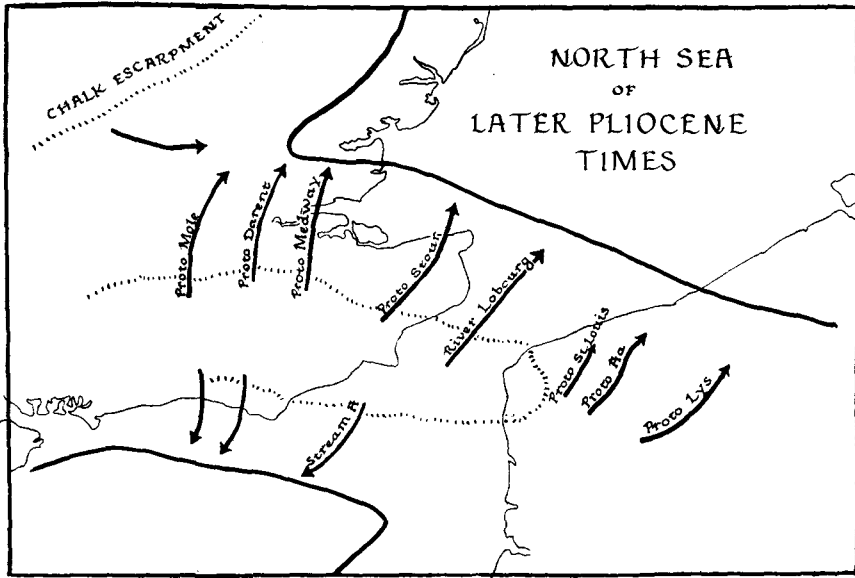 CHALK ESCARPMENT
NORTH SEA
OF
LATER PLIOCENE
TIMES
Proto Mole
Proto Darent
Proto Medway
Proto Stour
River Lobourg
Proto St. Louis
Proto Aa
Proto Lys
Stream A